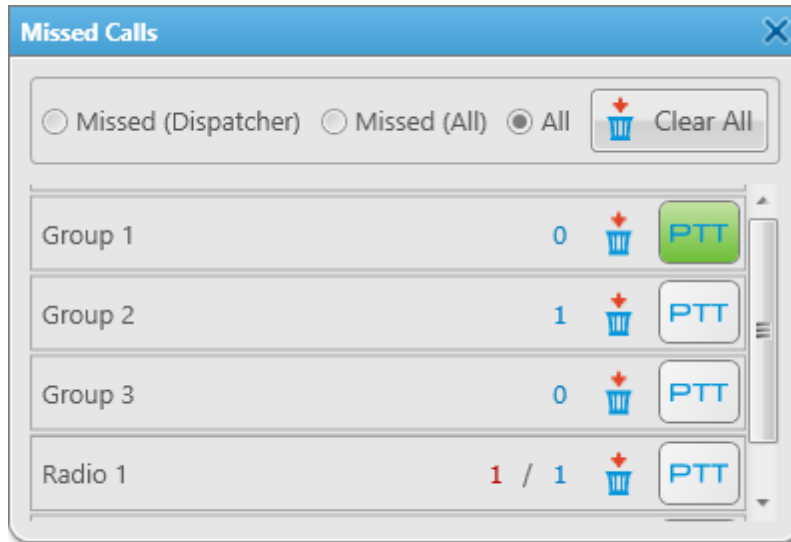 Missed Calls
Missed (Dispatcher) Missed (All) All Clear All
Group 1 0 PTT
Group 2 1 PTT
Group 3 0 PTT
Radio 1 1 / 1 PTT